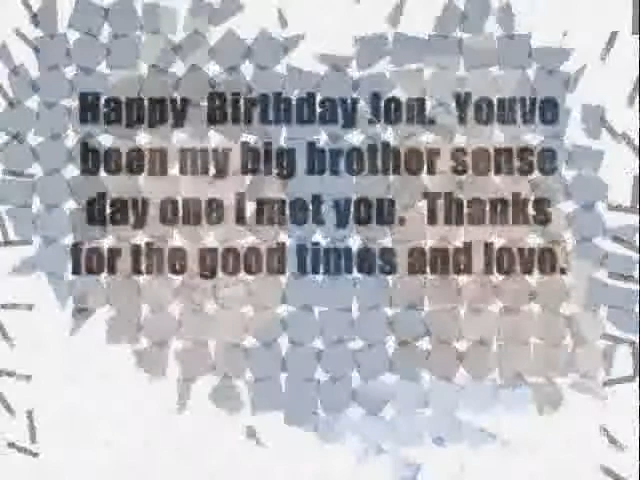 Happy Birthday Ion. Youve
been my big brother sense
day one I met you. Thanks
for the good times and love.